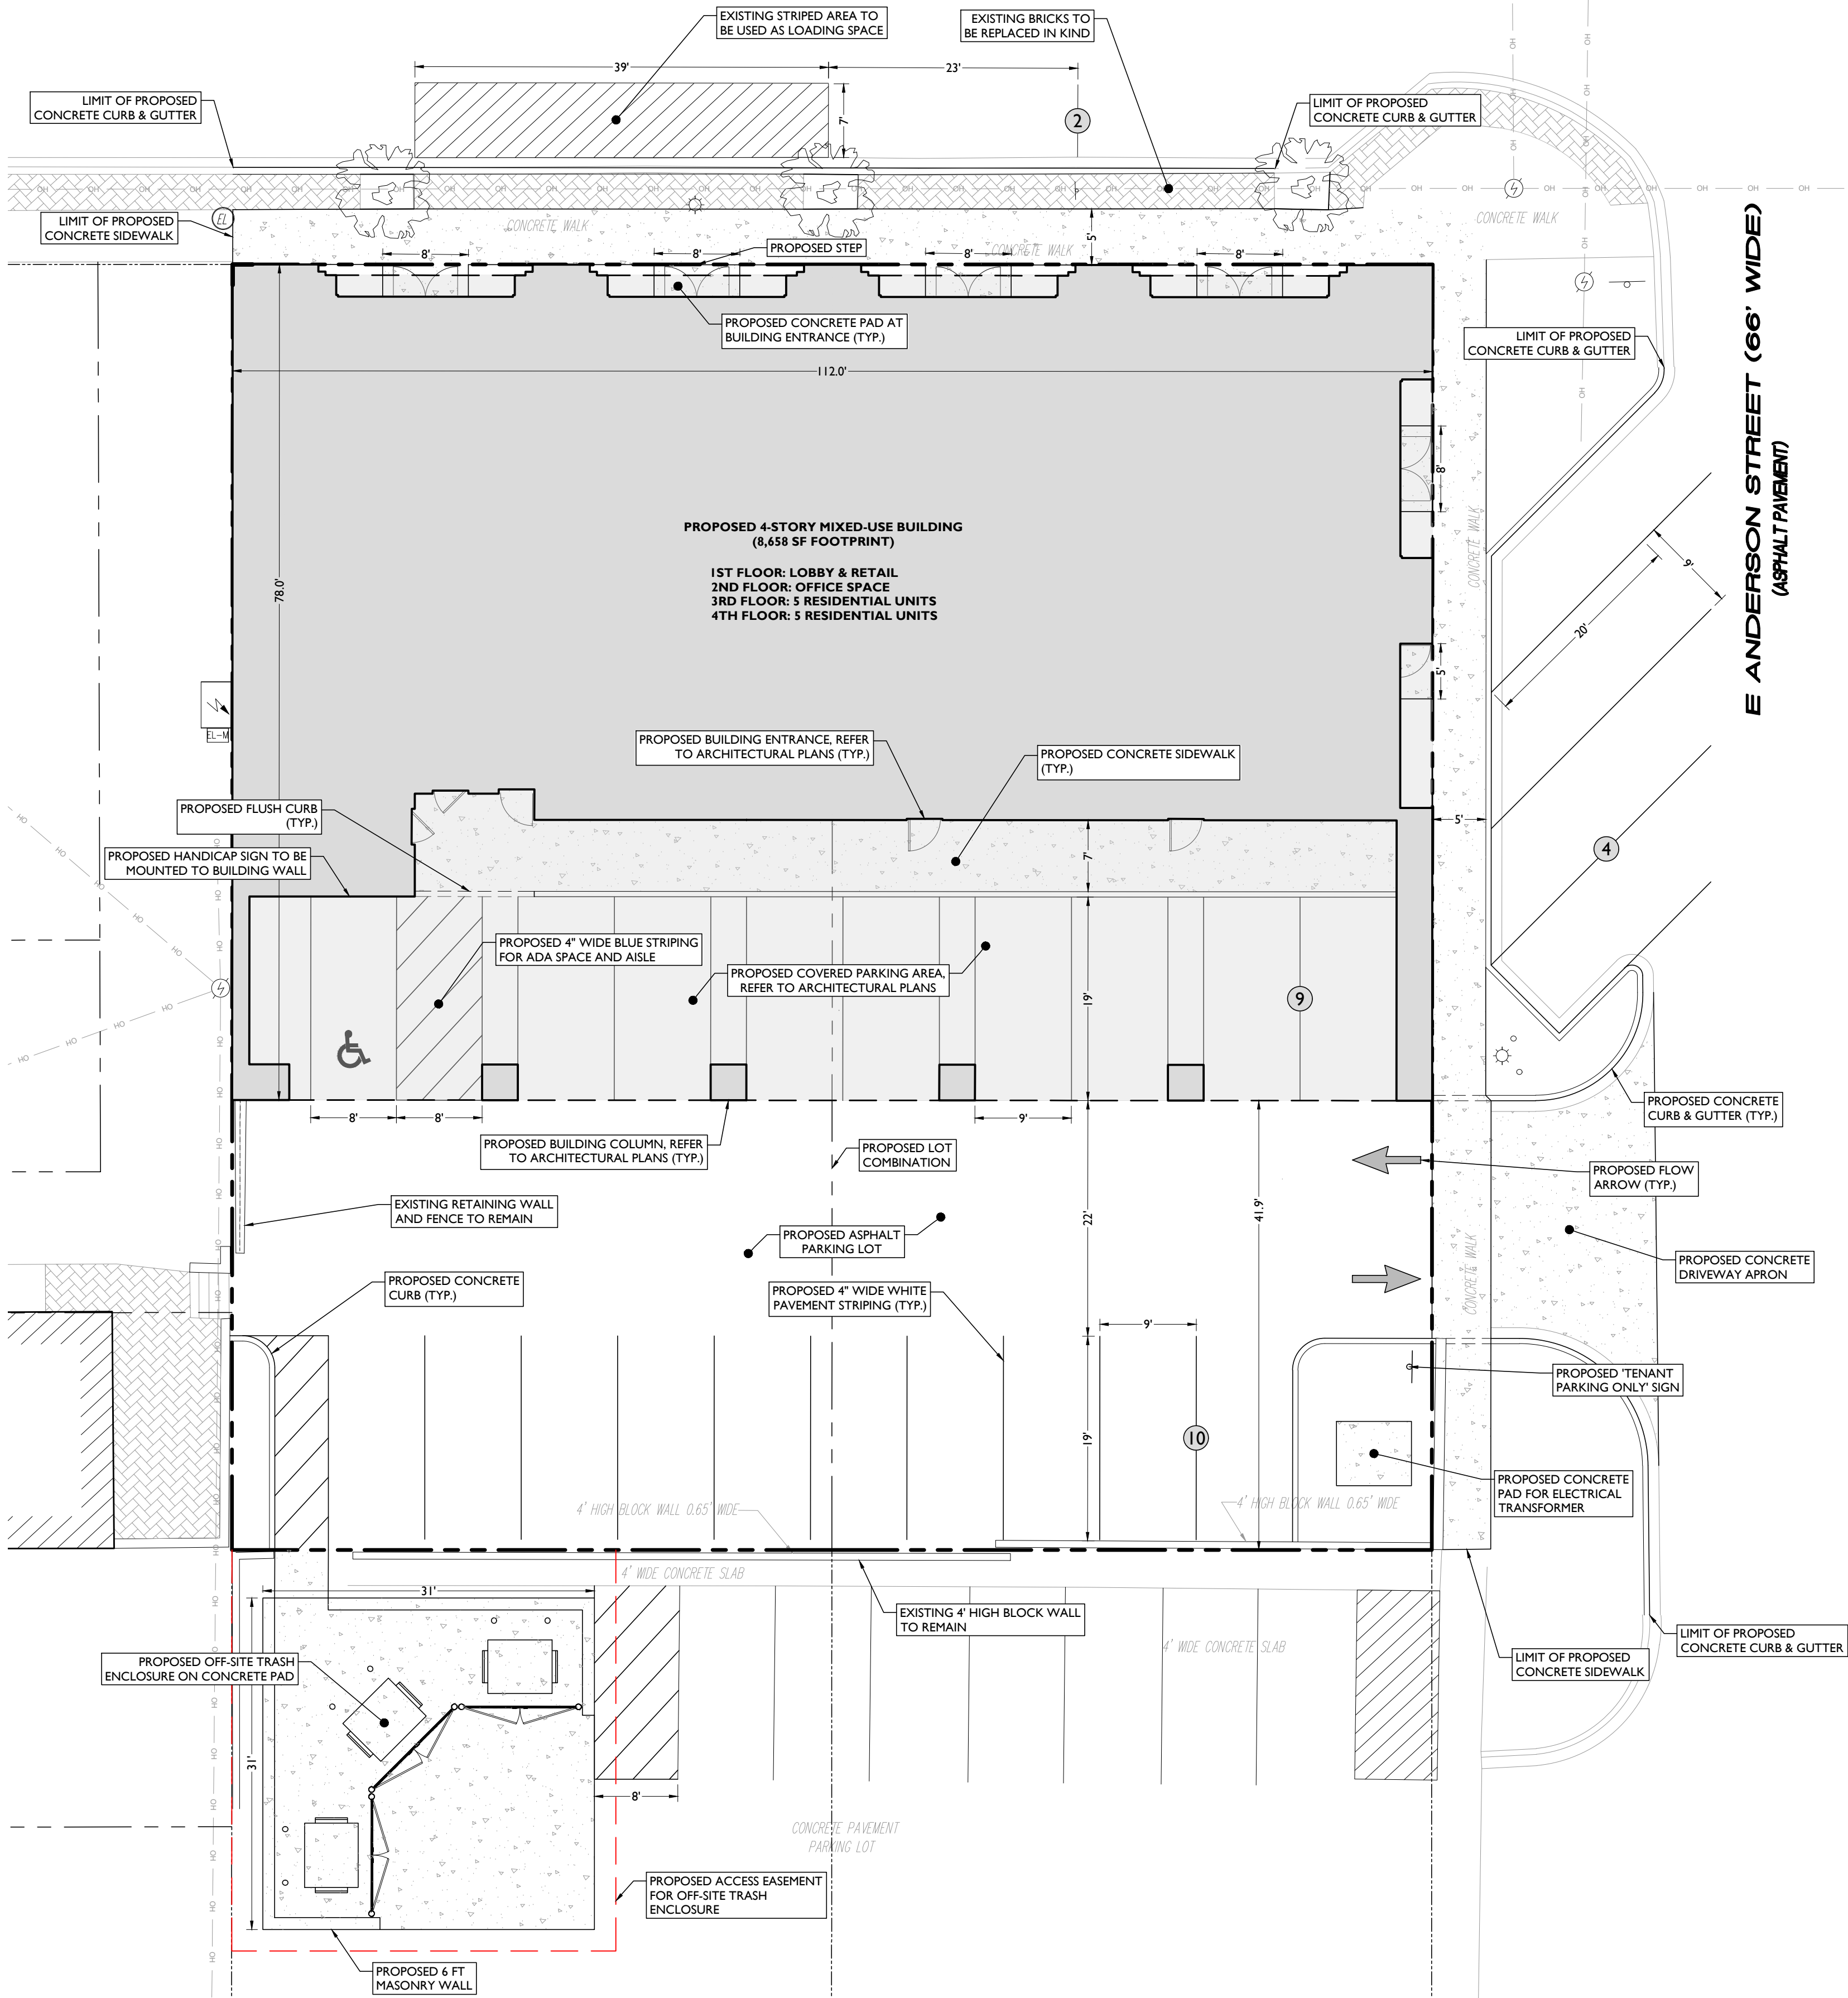 EXISTING STRIPED AREA TO
BE USED AS LOADING SPACE
EXISTING BRICKS TO
BE REPLACED IN KIND
39'
23'
LIMIT OF PROPOSED
CONCRETE CURB & GUTTER
7'
2
LIMIT OF PROPOSED
CONCRETE CURB & GUTTER
OH
LIMIT OF PROPOSED
CONCRETE SIDEWALK
EL
CONCRETE WALK
CONCRETE WALK
CONCRETE WALK
8'
8'
PROPOSED STEP
8'
8'
5'
PROPOSED CONCRETE PAD AT
BUILDING ENTRANCE (TYP.)
LIMIT OF PROPOSED
CONCRETE CURB & GUTTER
E ANDERSON STREET (66' WIDE)
(ASPHALT PAVEMENT)
112.0'
78.0'
8'
PROPOSED 4-STORY MIXED-USE BUILDING
(8,658 SF FOOTPRINT)
1ST FLOOR: LOBBY & RETAIL
2ND FLOOR: OFFICE SPACE
3RD FLOOR: 5 RESIDENTIAL UNITS
4TH FLOOR: 5 RESIDENTIAL UNITS
CONCRETE WALK
9'
20'
5'
EL-M
PROPOSED BUILDING ENTRANCE, REFER
TO ARCHITECTURAL PLANS (TYP.)
PROPOSED CONCRETE SIDEWALK
(TYP.)
PROPOSED FLUSH CURB
(TYP.)
5'
4
PROPOSED HANDICAP SIGN TO BE
MOUNTED TO BUILDING WALL
7'
PROPOSED 4" WIDE BLUE STRIPING
FOR ADA SPACE AND AISLE
PROPOSED COVERED PARKING AREA,
REFER TO ARCHITECTURAL PLANS
19'
9
8'
8'
9'
PROPOSED CONCRETE
CURB & GUTTER (TYP.)
PROPOSED BUILDING COLUMN, REFER
TO ARCHITECTURAL PLANS (TYP.)
PROPOSED LOT
COMBINATION
PROPOSED FLOW
ARROW (TYP.)
EXISTING RETAINING WALL
AND FENCE TO REMAIN
22'
41.9'
PROPOSED ASPHALT
PARKING LOT
CONCRETE WALK
PROPOSED CONCRETE
DRIVEWAY APRON
PROPOSED CONCRETE
CURB (TYP.)
PROPOSED 4" WIDE WHITE
PAVEMENT STRIPING (TYP.)
9'
PROPOSED 'TENANT
PARKING ONLY' SIGN
19'
10
PROPOSED CONCRETE
PAD FOR ELECTRICAL
TRANSFORMER
4' HIGH BLOCK WALL 0.65' WIDE
4' HIGH BLOCK WALL 0.65' WIDE
4' WIDE CONCRETE SLAB
31'
EXISTING 4' HIGH BLOCK WALL
TO REMAIN
4' WIDE CONCRETE SLAB
LIMIT OF PROPOSED
CONCRETE CURB & GUTTER
LIMIT OF PROPOSED
CONCRETE SIDEWALK
PROPOSED OFF-SITE TRASH
ENCLOSURE ON CONCRETE PAD
31'
8'
CONCRETE PAVEMENT
PARKING LOT
PROPOSED ACCESS EASEMENT
FOR OFF-SITE TRASH
ENCLOSURE
PROPOSED 6 FT
MASONRY WALL